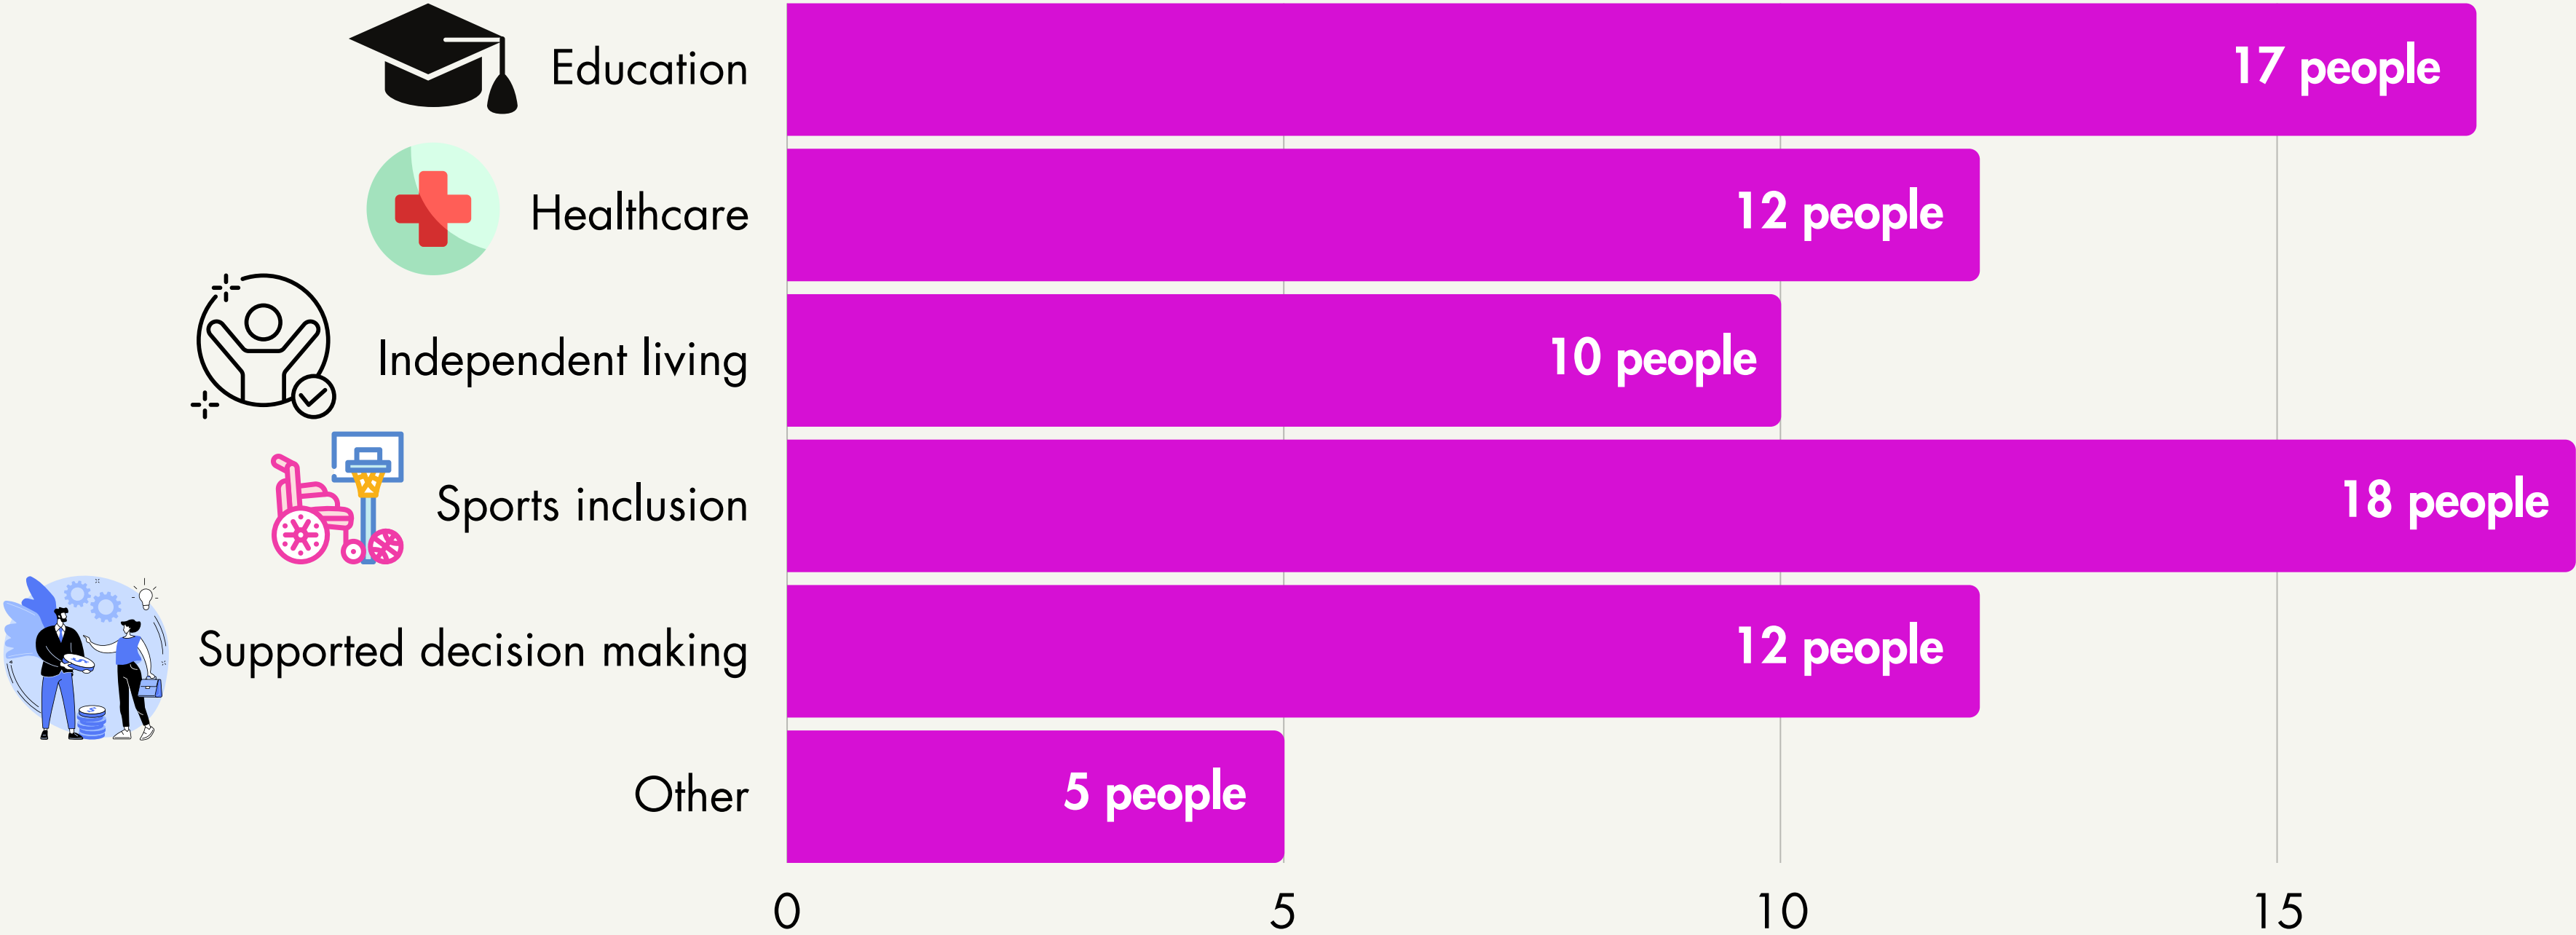 Education
17 people
Healthcare
12 people
Independent living
10 people
Sports inclusion
18 people
Supported decision making
12 people
Other
5 people
0 5 10 15